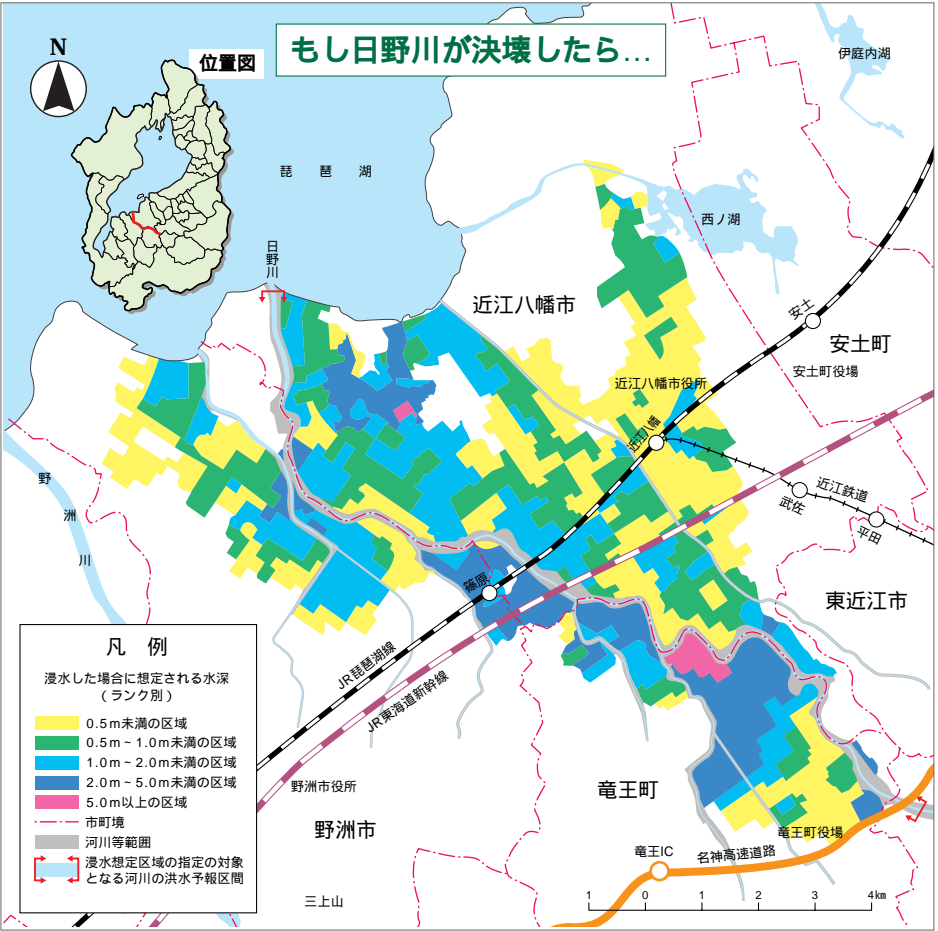 もし日野川が決壊したら…
N
位置図
伊庭内湖
琵琶湖
西ノ湖
日野川
近江八幡市
安土
安土町
安土町役場
近江八幡市役所
近江八幡
野洲川
近江鉄道
武佐
平田
篠原
東近江市
JR琵琶湖線
JR東海道新幹線
野洲市役所
竜王町
野洲市
竜王町役場
竜王IC
名神高速道路
三上山
凡例
浸水した場合に想定される水深
(ランク別)
0.5m未満の区域
0.5m~1.0m未満の区域
1.0m~2.0m未満の区域
2.0m~5.0m未満の区域
5.0m以上の区域
市町境
河川等範囲
浸水想定区域の指定の対象
となる河川の洪水予報区間
1 0 1 2 3 4km